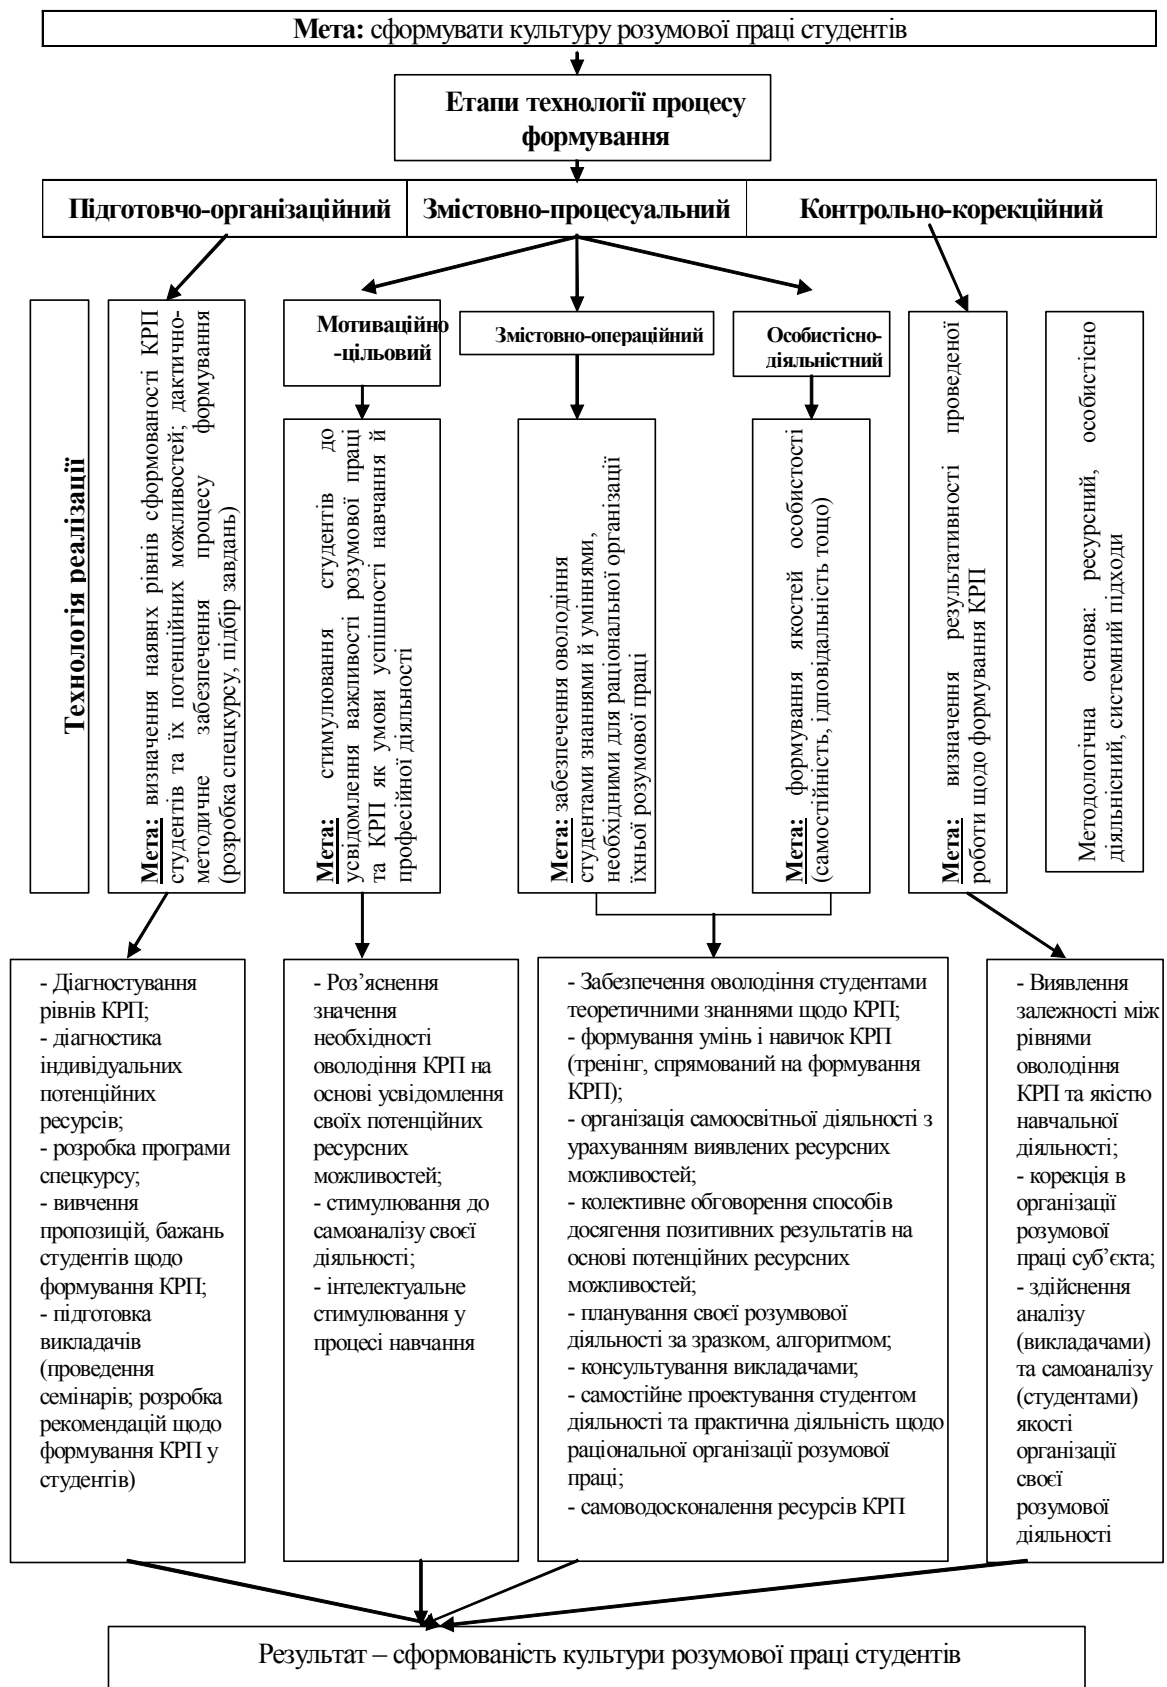 Мета: сформувати культуру розумової праці студентів
Етапи технології процесу
формування
Підготовчо-організаційний
Змістовно-процесуальний
Контрольно-корекційний
Технологія реалізації
Мета: визначення наявнх рівнів сформованості КРП
студентів та їх потенційних можливостей; дактично-
методичне забезпечення процесу формування
(розробка спецкурсу, підбір завдань)
Мотиваційно
-цільовий
Змістовно-операційний
Особистісно-
діяльністний
Мета: стимулювання студентів до
усвідомлення важливості розумової праці
та КРП як умови успішності навчання й
професійної діяльності
Мета: забезпечення оволодіння
студентами знаннями й уміннями,
необхідними для раціональної організації
їхньої розумової праці
Мета: формування якостей особистості
(самостійність, ідповідальність тощо)
Мета: визначення результативності проведеної
роботи щодо формування КРП
Методологічна основа: ресурсний, особистісно
діяльнісний, системний підходи
- Діагностування
рівнів КРП;
- діагностика
індивідуальних
потенційних
ресурсів;
- розробка програми
спецкурсу;
- вивчення
пропозицій, бажань
студентів щодо
формування КРП;
- підготовка
викладачів
(проведення
семінарів; розробка
рекомендацій щодо
формування КРП у
студентів)
- Роз’яснення
значення
необхідності
оволодіння КРП на
основі усвідомлення
своїх потенційних
ресурсних
можливостей;
- стимулювання до
самоаналізу своєї
діяльності;
- інтелектуальне
стимулювання у
процесі навчання
- Забезпечення оволодіння студентами
теоретичними знаннями щодо КРП;
- формування умінь і навичок КРП
(тренінг, спрямований на формування
КРП);
- організація самоосвітньої діяльності з
урахуванням виявлених ресурсних
можливостей;
- колективне обговорення способів
досягення позитивних результатів на
основі потенційних ресурсних
можливостей;
- планування своєї розумвової
діяльності за зразком, алгоритмом;
- консультування викладачами;
- самостійне проектування студентом
діяльності та практична діяльність щодо
раціональної організації розумової
праці;
- самоводосконалення ресурсів КРП
- Виявлення
залежності між
рівнями
оволодіння
КРП та якістю
навчальної
діяльності;
- корекція в
організації
розумової
праці суб’єкта;
- здійснення
аналізу
(викладачами)
та самоаналізу
(студентами)
якості
організації
своєї
розумової
діяльності
Результат – сформованість культури розумової праці студентів